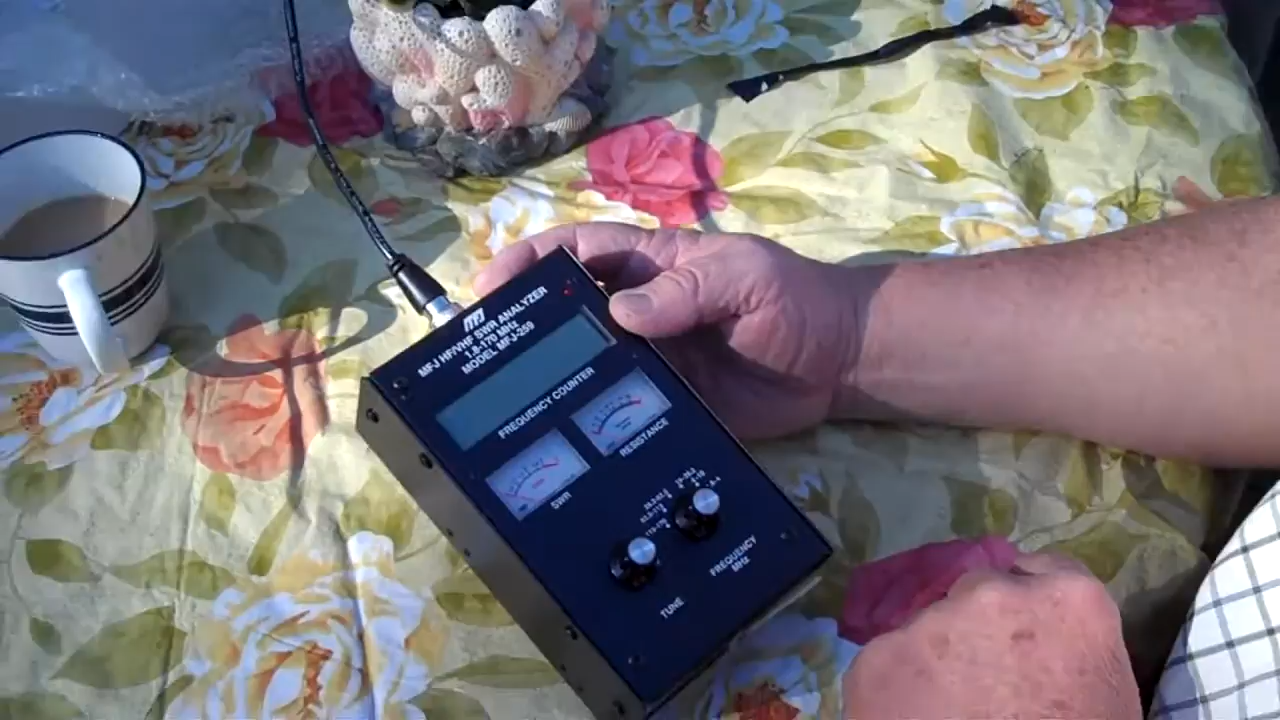 MFJ
MFJ HF/VHF SWR ANALYZER
1.8-170 MHz
MODEL MFJ-259
FREQUENCY COUNTER
RESISTANCE
SWR
FREQUENCY
MHz
TUNE